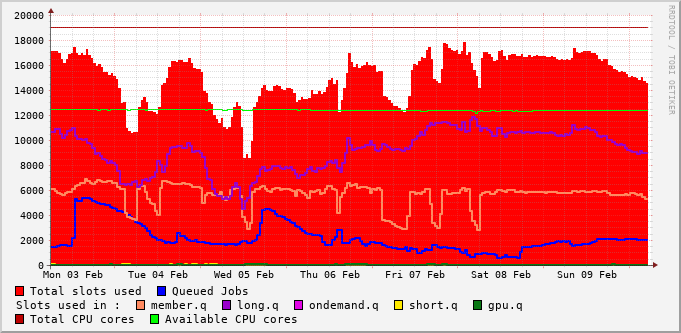 20000
18000
16000
14000
12000
10000
8000
6000
4000
2000
0
Mon 03 Feb Tue 04 Feb Wed 05 Feb Thu 06 Feb Fri 07 Feb Sat 08 Feb Sun 09 Feb
RRDTOOL / TOBI OETIKER
Total slots used Queued Jobs
Slots used in : member.q long.q ondemand.q short.q gpu.q
Total CPU cores Available CPU cores